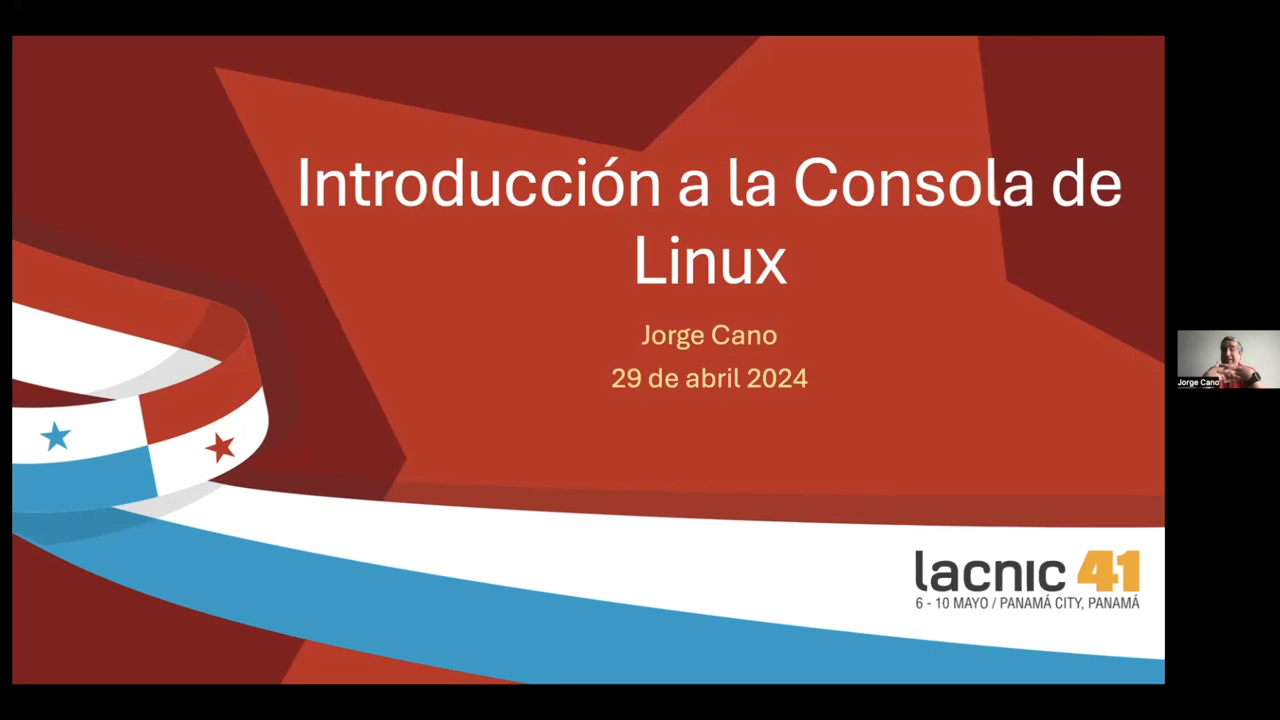 Introducción a la Consola de
Linux
Jorge Cano
29 de abril 2024
Jorge Cano
lacnic 41
6 - 10 MAYO / PANAMÁ CITY, PANAMÁ